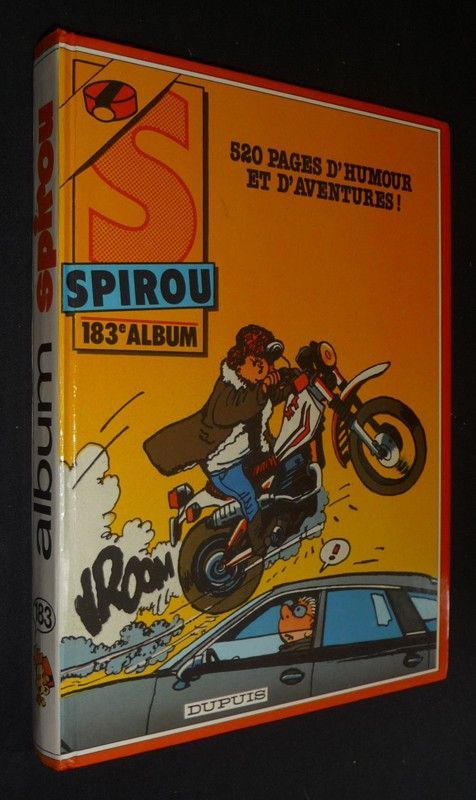 520 PAGES D'HUMOUR
ET D'AVENTURES!
S
SPIROU
183e ALBUM
VROOM
!
DUPUIS
album spirou
183